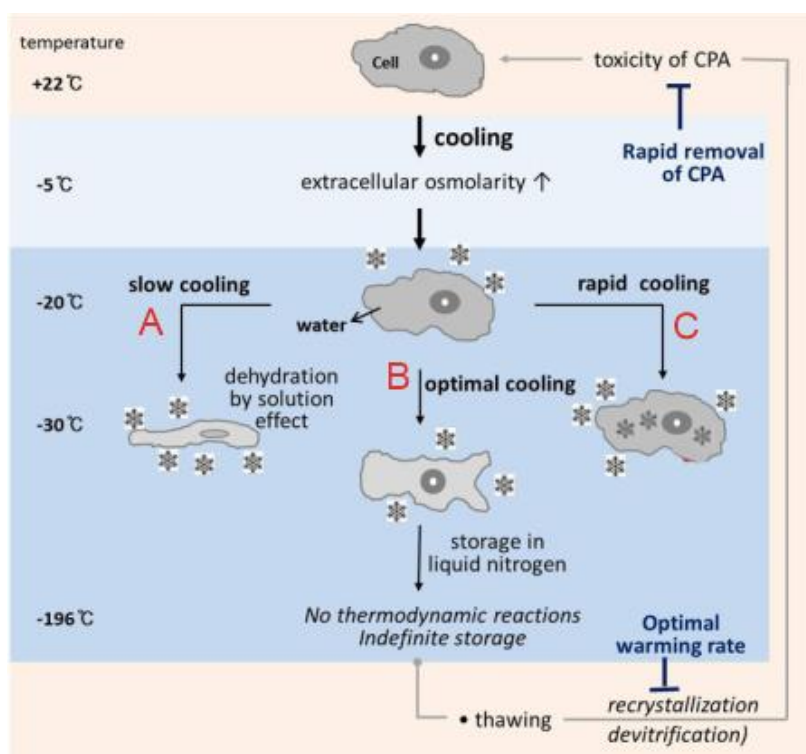 temperature
+22℃
Cell
toxicity of CPA
cooling
Rapid removal
of CPA
-5℃
extracellular osmolarity ↑
slow cooling
rapid cooling
-20℃
A
water
C
B
optimal cooling
dehydration
by solution
effect
-30℃
storage in
liquid nitrogen
-196℃
No thermodynamic reactions
Indefinite storage
Optimal
warming rate
• thawing
recrystallization
devitrification)